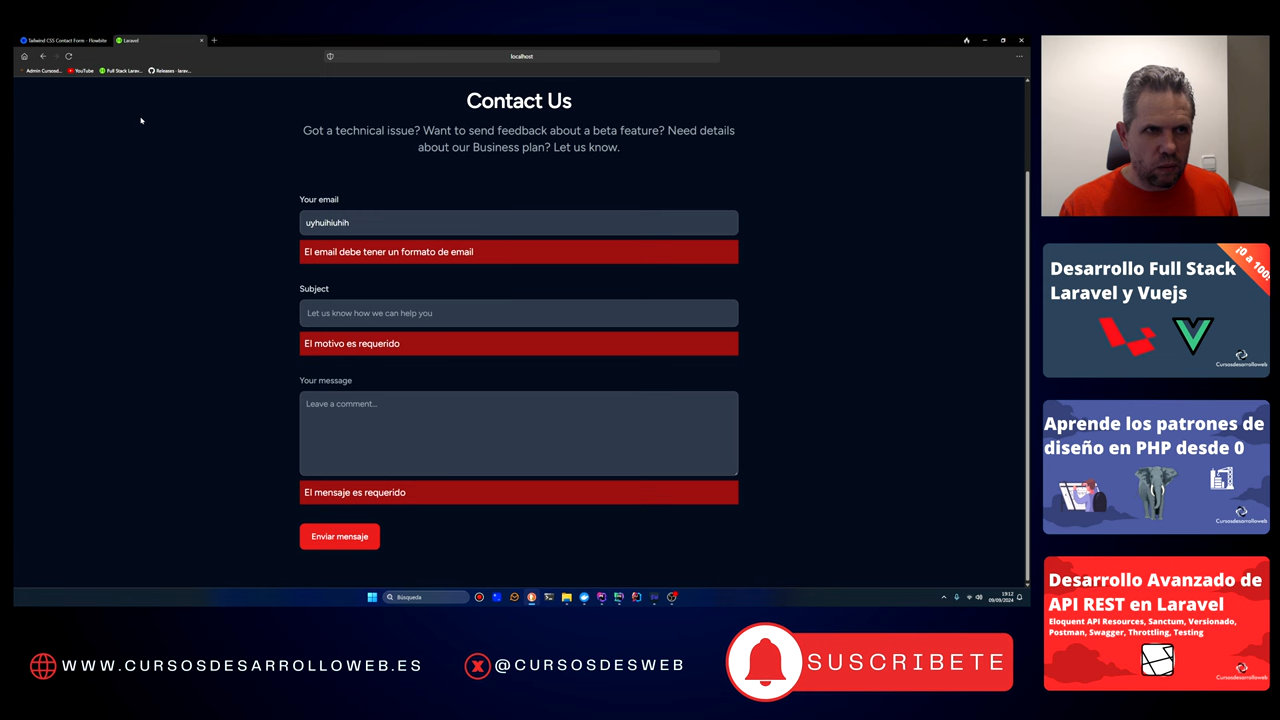 Tailwind CSS Contact Form - Flowbite
Laravel
localhost
Admin Cursosd...
YouTube
Full Stack Larav...
Releases · larav...
Contact Us
Got a technical issue? Want to send feedback about a beta feature? Need details
about our Business plan? Let us know.
Your email
uyhuihiuhih
El email debe tener un formato de email
Subject
Let us know how we can help you
El motivo es requerido
Your message
Leave a comment...
El mensaje es requerido
Enviar mensaje
Búsqueda
19:12
09/09/2024
¡0 a 100!
Desarrollo Full Stack
Laravel y Vuejs
Cursosdesarrolloweb
Aprende los patrones de
diseño en PHP desde 0
Cursosdesarrolloweb
Desarrollo Avanzado de
API REST en Laravel
Eloquent API Resources, Sanctum, Versionado,
Postman, Swagger, Throttling, Testing
Cursosdesarrolloweb
WWW.CURSOSDESARROLLOWEB.ES
@CURSOSDESWEB
SUSCRIBETE